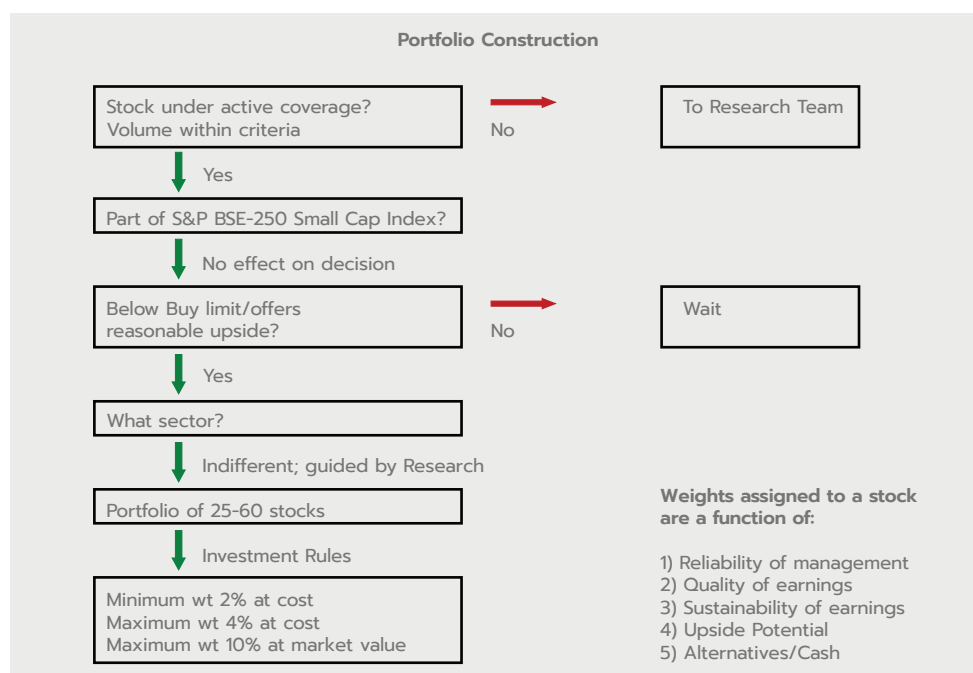 Portfolio Construction
Stock under active coverage?
Volume within criteria
No
To Research Team
Yes
Part of S&P BSE-250 Small Cap Index?
No effect on decision
Below Buy limit/offers
reasonable upside?
No
Wait
Yes
What sector?
Indifferent; guided by Research
Portfolio of 25-60 stocks
Investment Rules
Minimum wt 2% at cost
Maximum wt 4% at cost
Maximum wt 10% at market value
Weights assigned to a stock
are a function of:
1) Reliability of management
2) Quality of earnings
3) Sustainability of earnings
4) Upside Potential
5) Alternatives/Cash